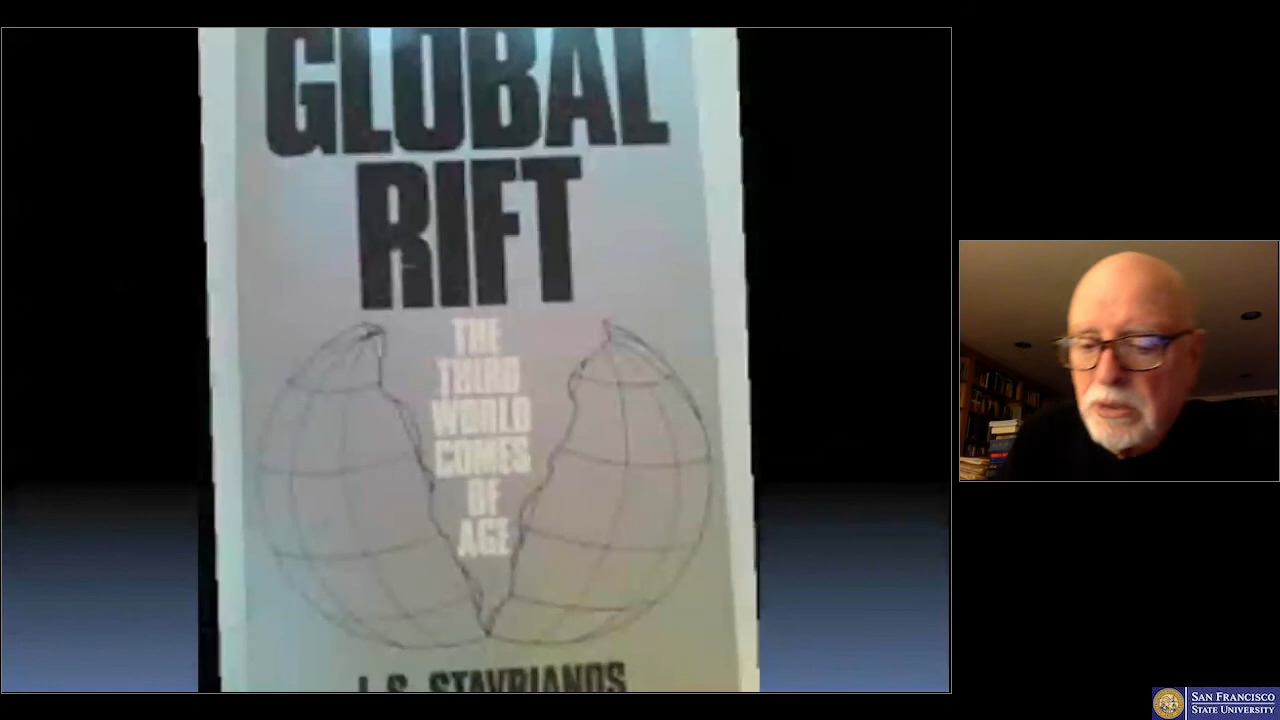 GLOBAL
RIFT
THE
THIRD
WORLD
COMES
OF
AGE
L.S. STAVRIANOS
SAN FRANCISCO
STATE UNIVERSITY